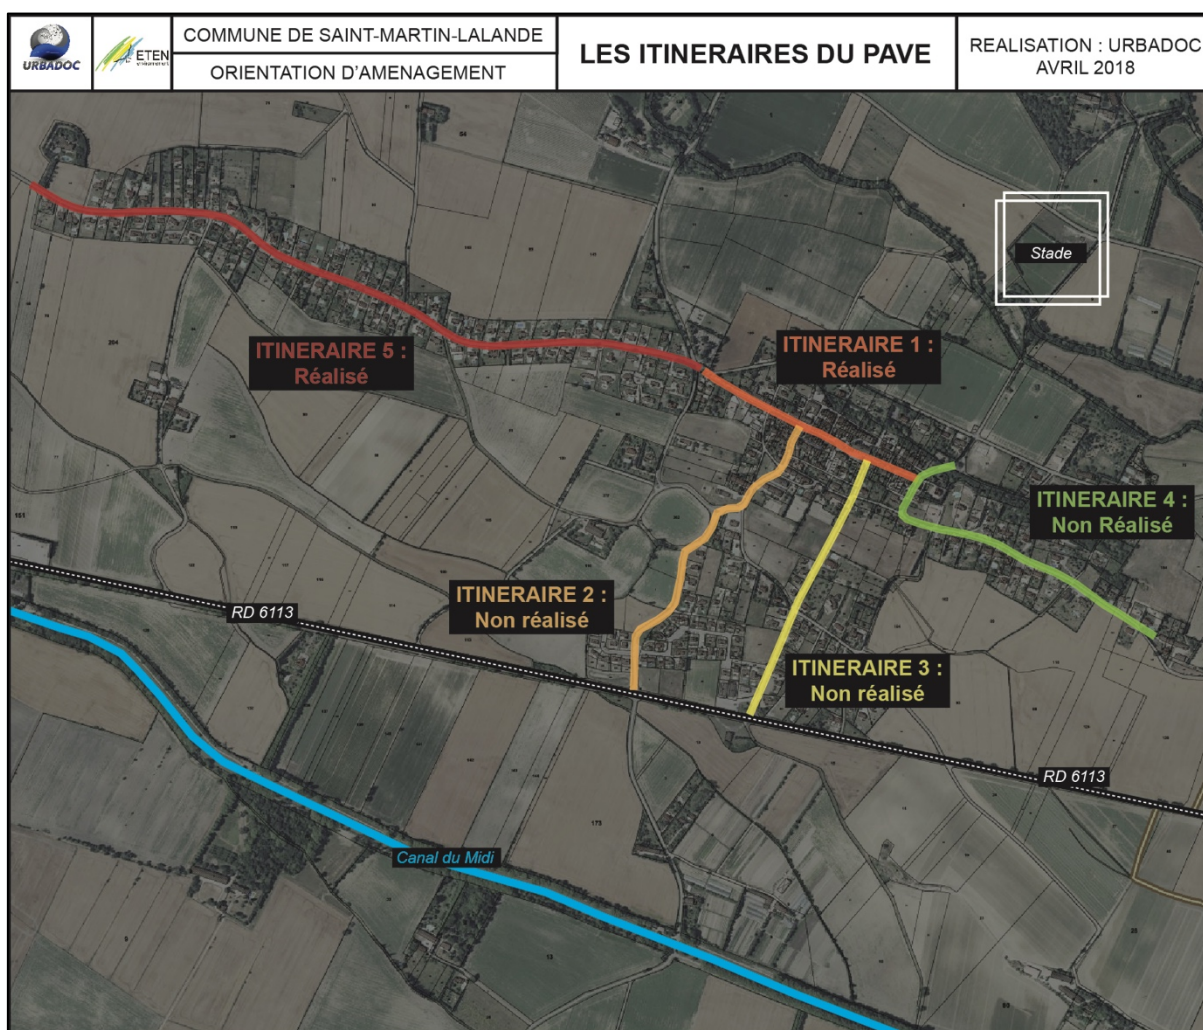 URBADOC
ETEN
COMMUNE DE SAINT-MARTIN-LALANDE
ORIENTATION D'AMENAGEMENT
LES ITINERAIRES DU PAVE
REALISATION : URBADOC
AVRIL 2018
Stade
ITINERAIRE 1 :
Réalisé
ITINERAIRE 5 :
Réalisé
ITINERAIRE 4 :
Non Réalisé
ITINERAIRE 2 :
Non réalisé
RD 6113
ITINERAIRE 3 :
Non réalisé
RD 6113
Canal du Midi